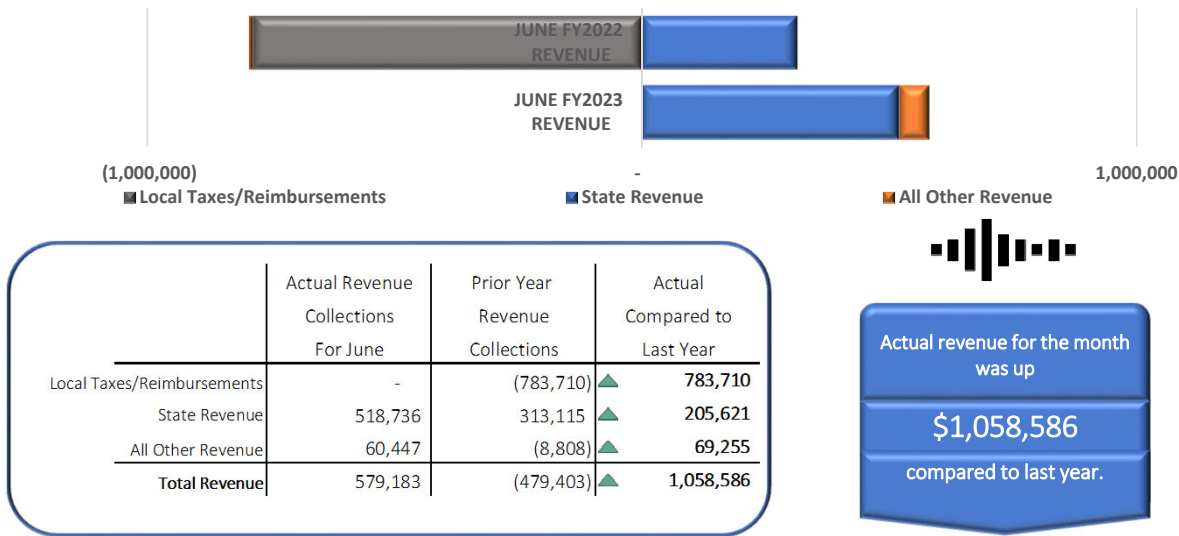 JUNE FY2022
REVENUE
JUNE FY2023
REVENUE
(1,000,000)
-
1,000,000
Local Taxes/Reimbursements
State Revenue
All Other Revenue
Actual Revenue
Collections
For June
Prior Year
Revenue
Collections
Actual
Compared to
Last Year
Local Taxes/Reimbursements - (783,710) 783,710
State Revenue 518,736 313,115 205,621
All Other Revenue 60,447 (8,808) 69,255
Total Revenue 579,183 (479,403) 1,058,586
Actual revenue for the month
was up
$1,058,586
compared to last year.